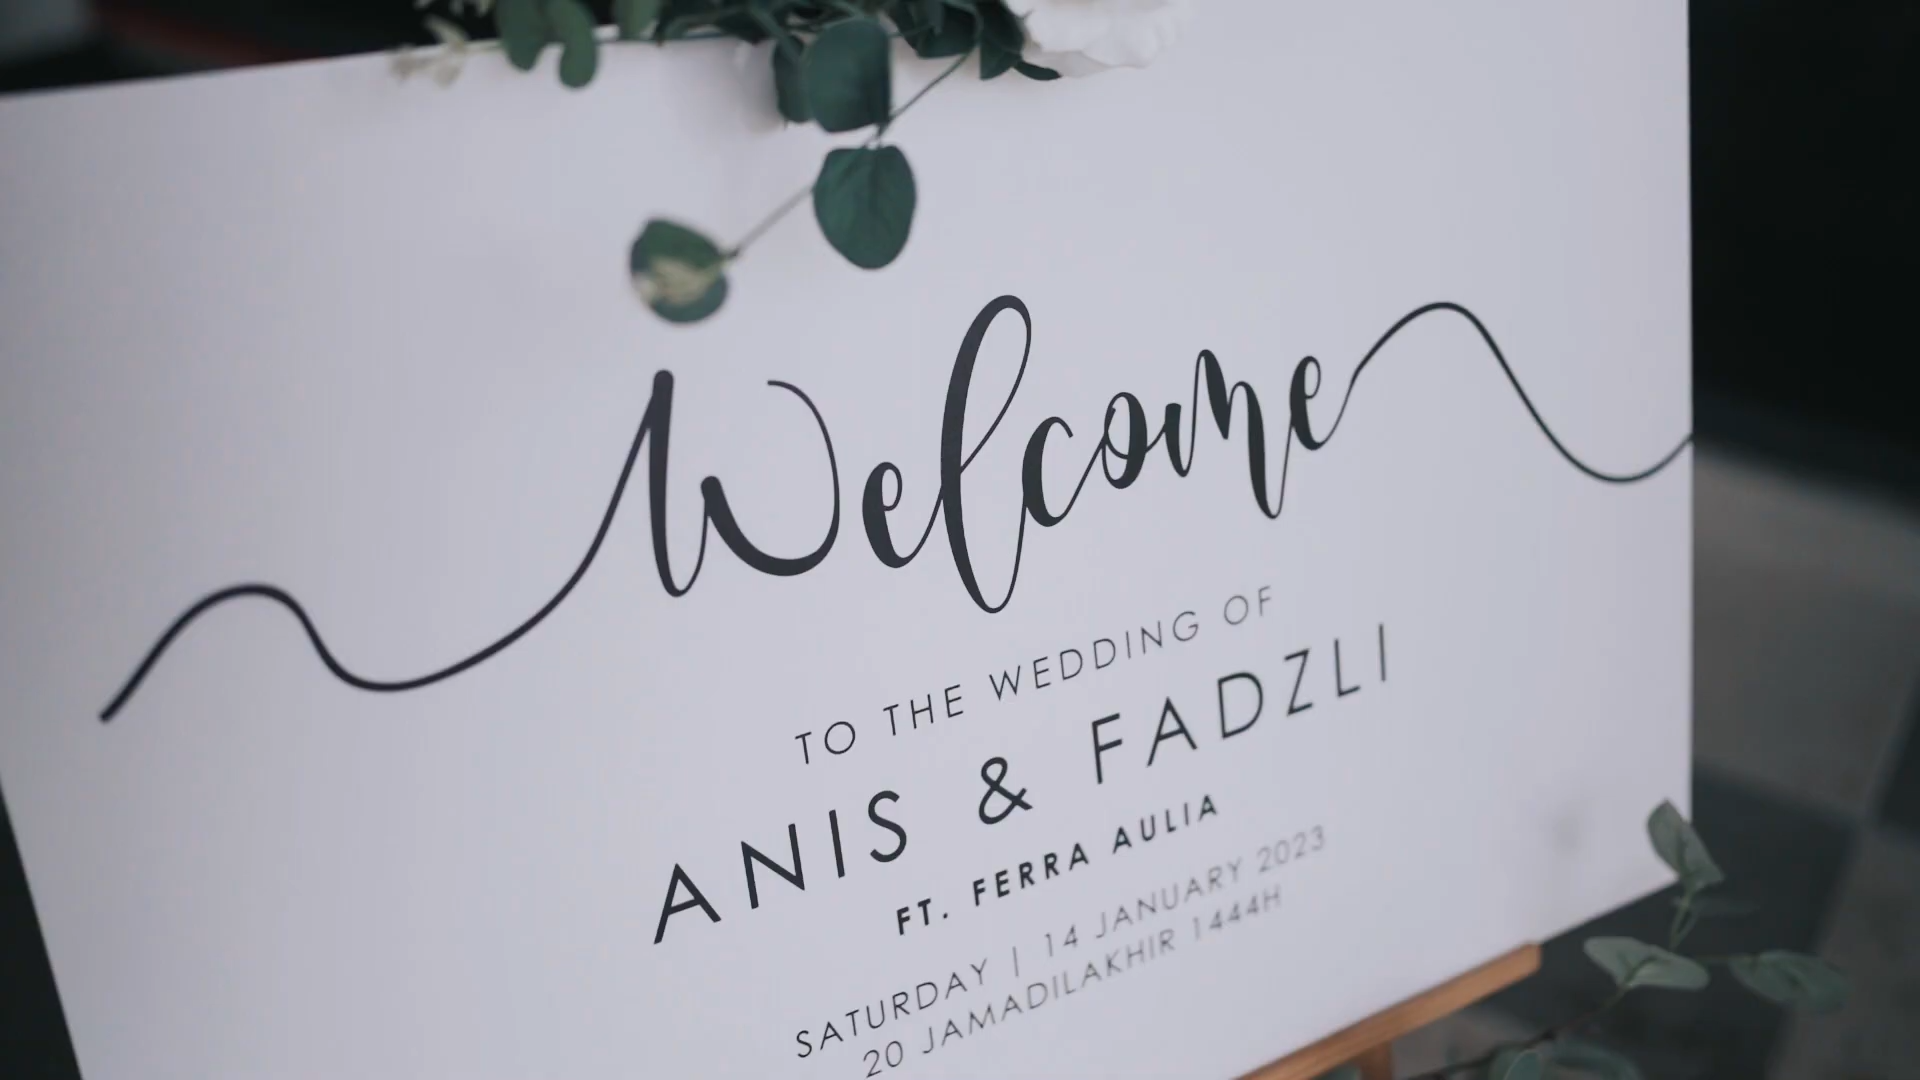 Welcome
TO THE WEDDING OF
ANIS & FADZLI
FT. FERRA AULIA
SATURDAY | 14 JANUARY 2023
20 JAMADILAKHIR 1444H